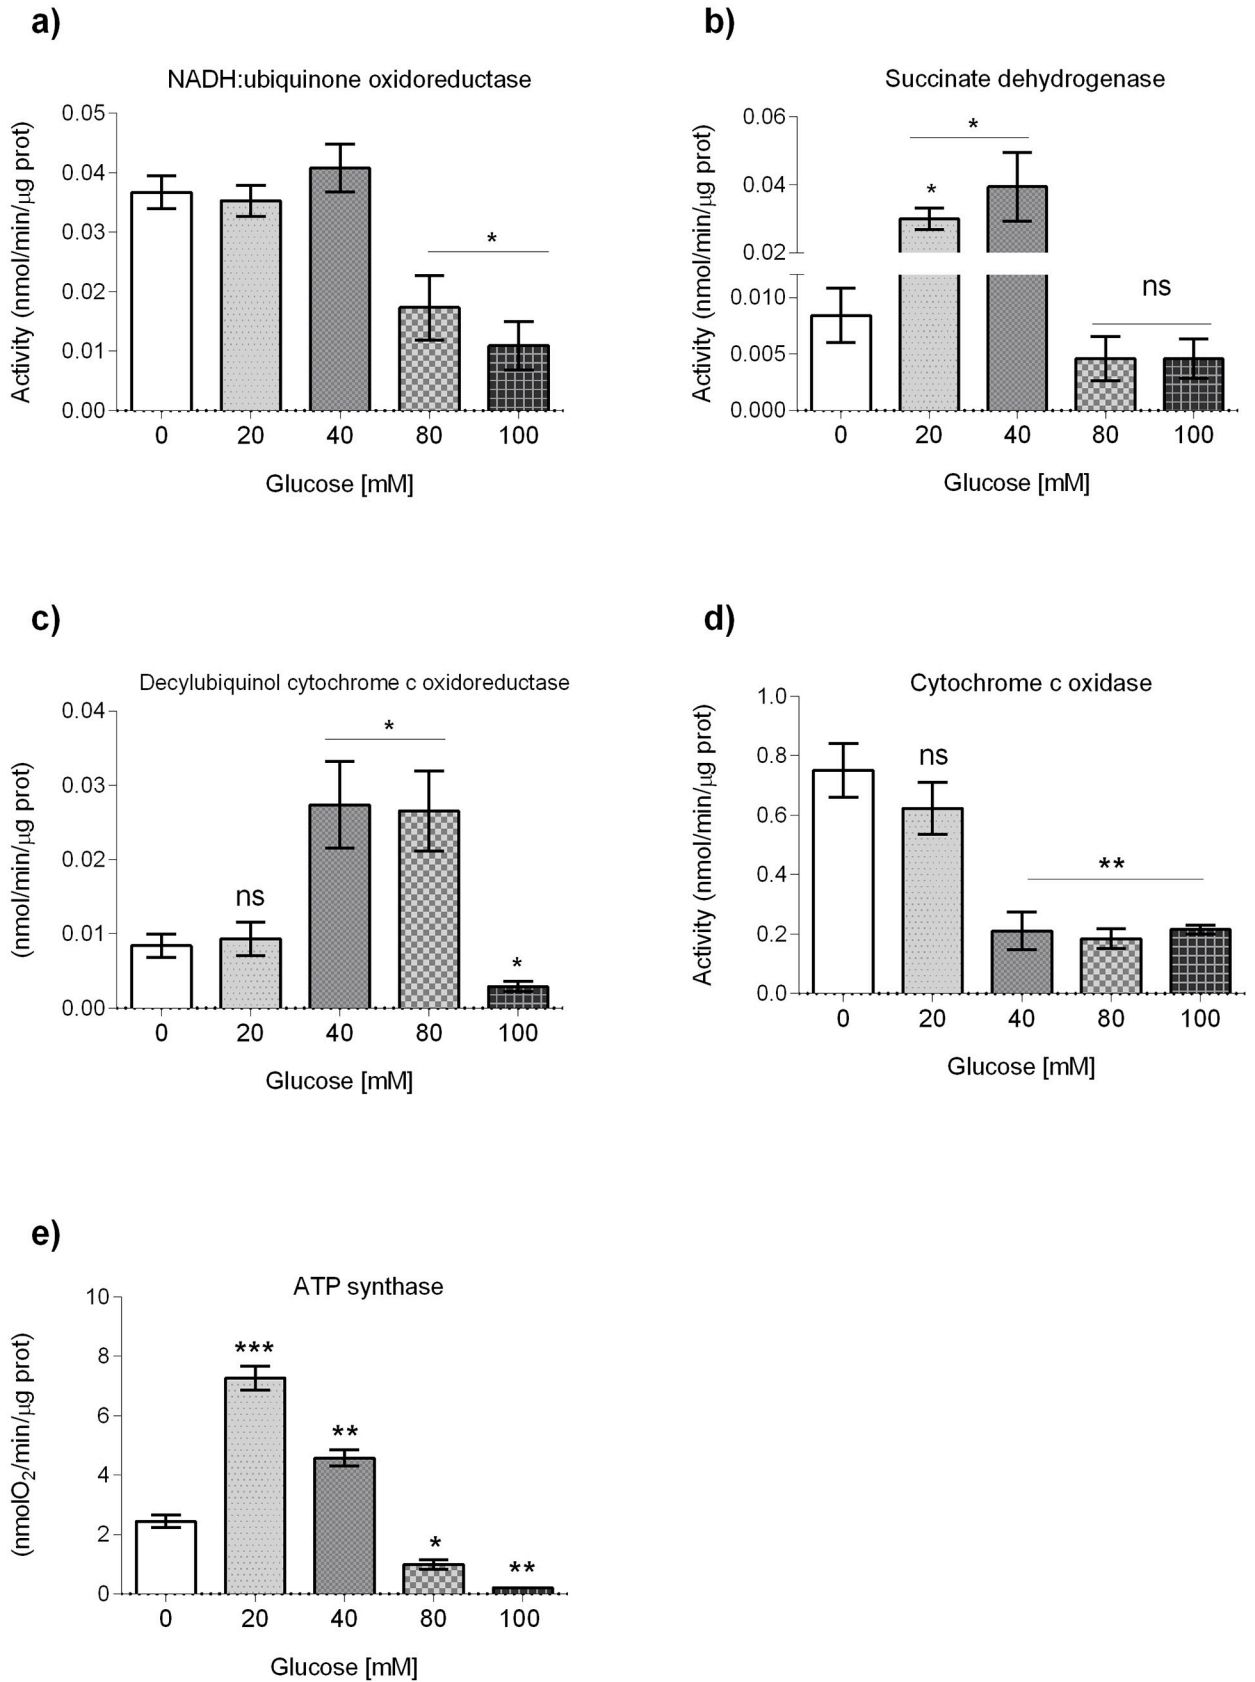 a)
NADH:ubiquinone oxidoreductase
Activity (nmol/min/μg prot)
0.05
0.04
0.03
0.02
0.01
0.00
*
0 20 40 80 100
Glucose [mM]
b)
Succinate dehydrogenase
Activity (nmol/min/μg prot)
0.06
0.04
0.02
0.010
0.005
0.000
*
*
ns
0 20 40 80 100
Glucose [mM]
c)
Decylubiquinol cytochrome c oxidoreductase
(nmol/min/μg prot)
0.04
0.03
0.02
0.01
0.00
ns
*
*
0 20 40 80 100
Glucose [mM]
d)
Cytochrome c oxidase
Activity (nmol/min/μg prot)
1.0
0.8
0.6
0.4
0.2
0.0
ns
**
0 20 40 80 100
Glucose [mM]
e)
ATP synthase
(nmolO2/min/μg prot)
10
8
6
4
2
0
***
**
*
**
0 20 40 80 100
Glucose [mM]